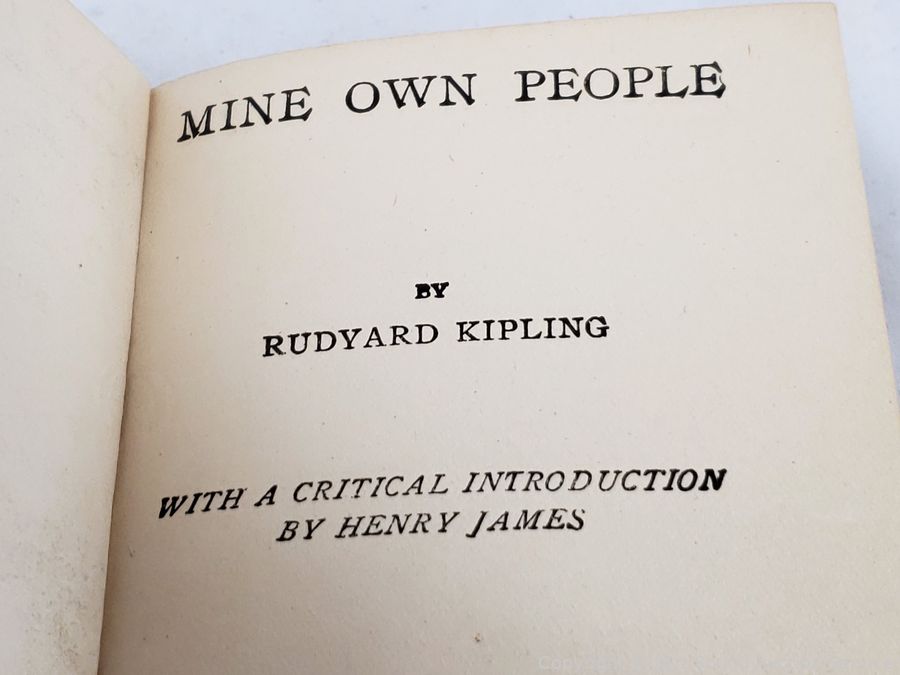 MINE OWN PEOPLE
BY
RUDYARD KIPLING
WITH A CRITICAL INTRODUCTION
BY HENRY JAMES